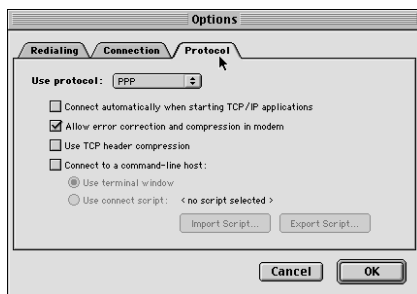 Options
Redialing Connection Protocol
Use protocol: PPP
Connect automatically when starting TCP/IP applications
Allow error correction and compression in modem
Use TCP header compression
Connect to a command-line host:
Use terminal window
Use connect script: < no script selected >
Import Script... Export Script...
Cancel OK